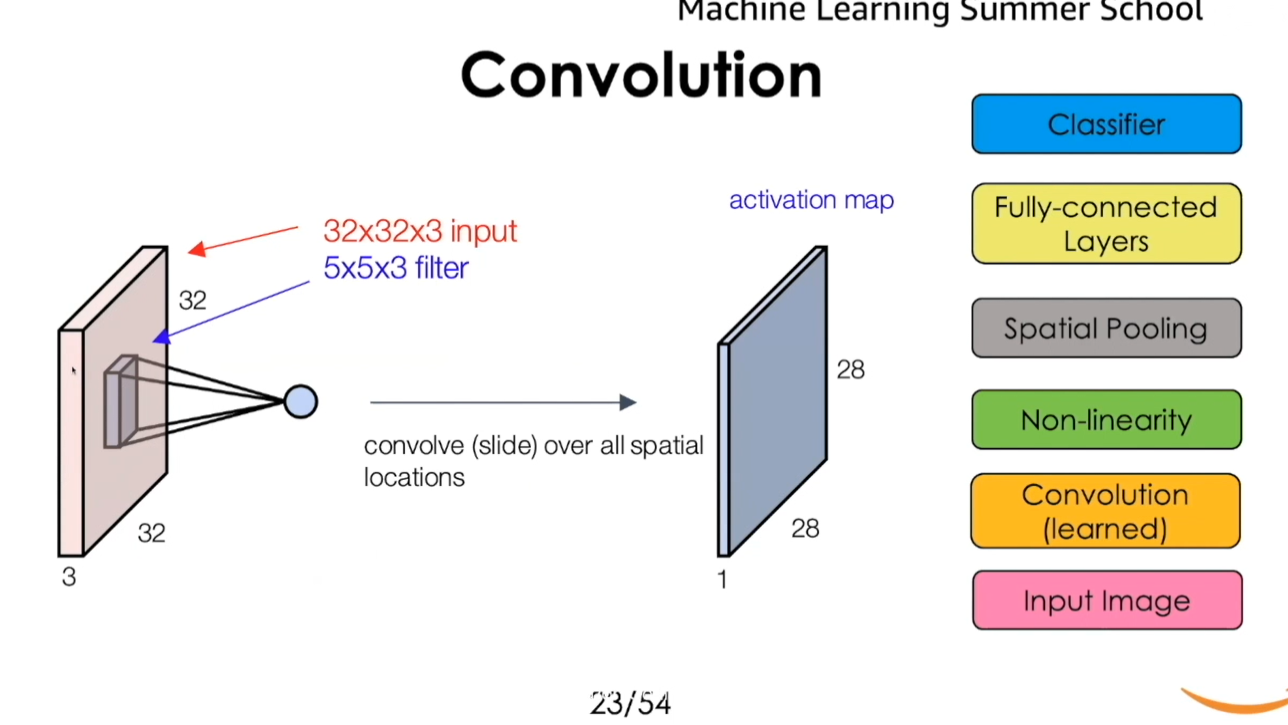 Machine Learning Summer School
Convolution
Classifier
activation map
Fully-connected
Layers
32x32x3 input
5x5x3 filter
32
Spatial Pooling
28
Non-linearity
convolve (slide) over all spatial
locations
Convolution
(learned)
32
28
3
1
Input Image
23/54